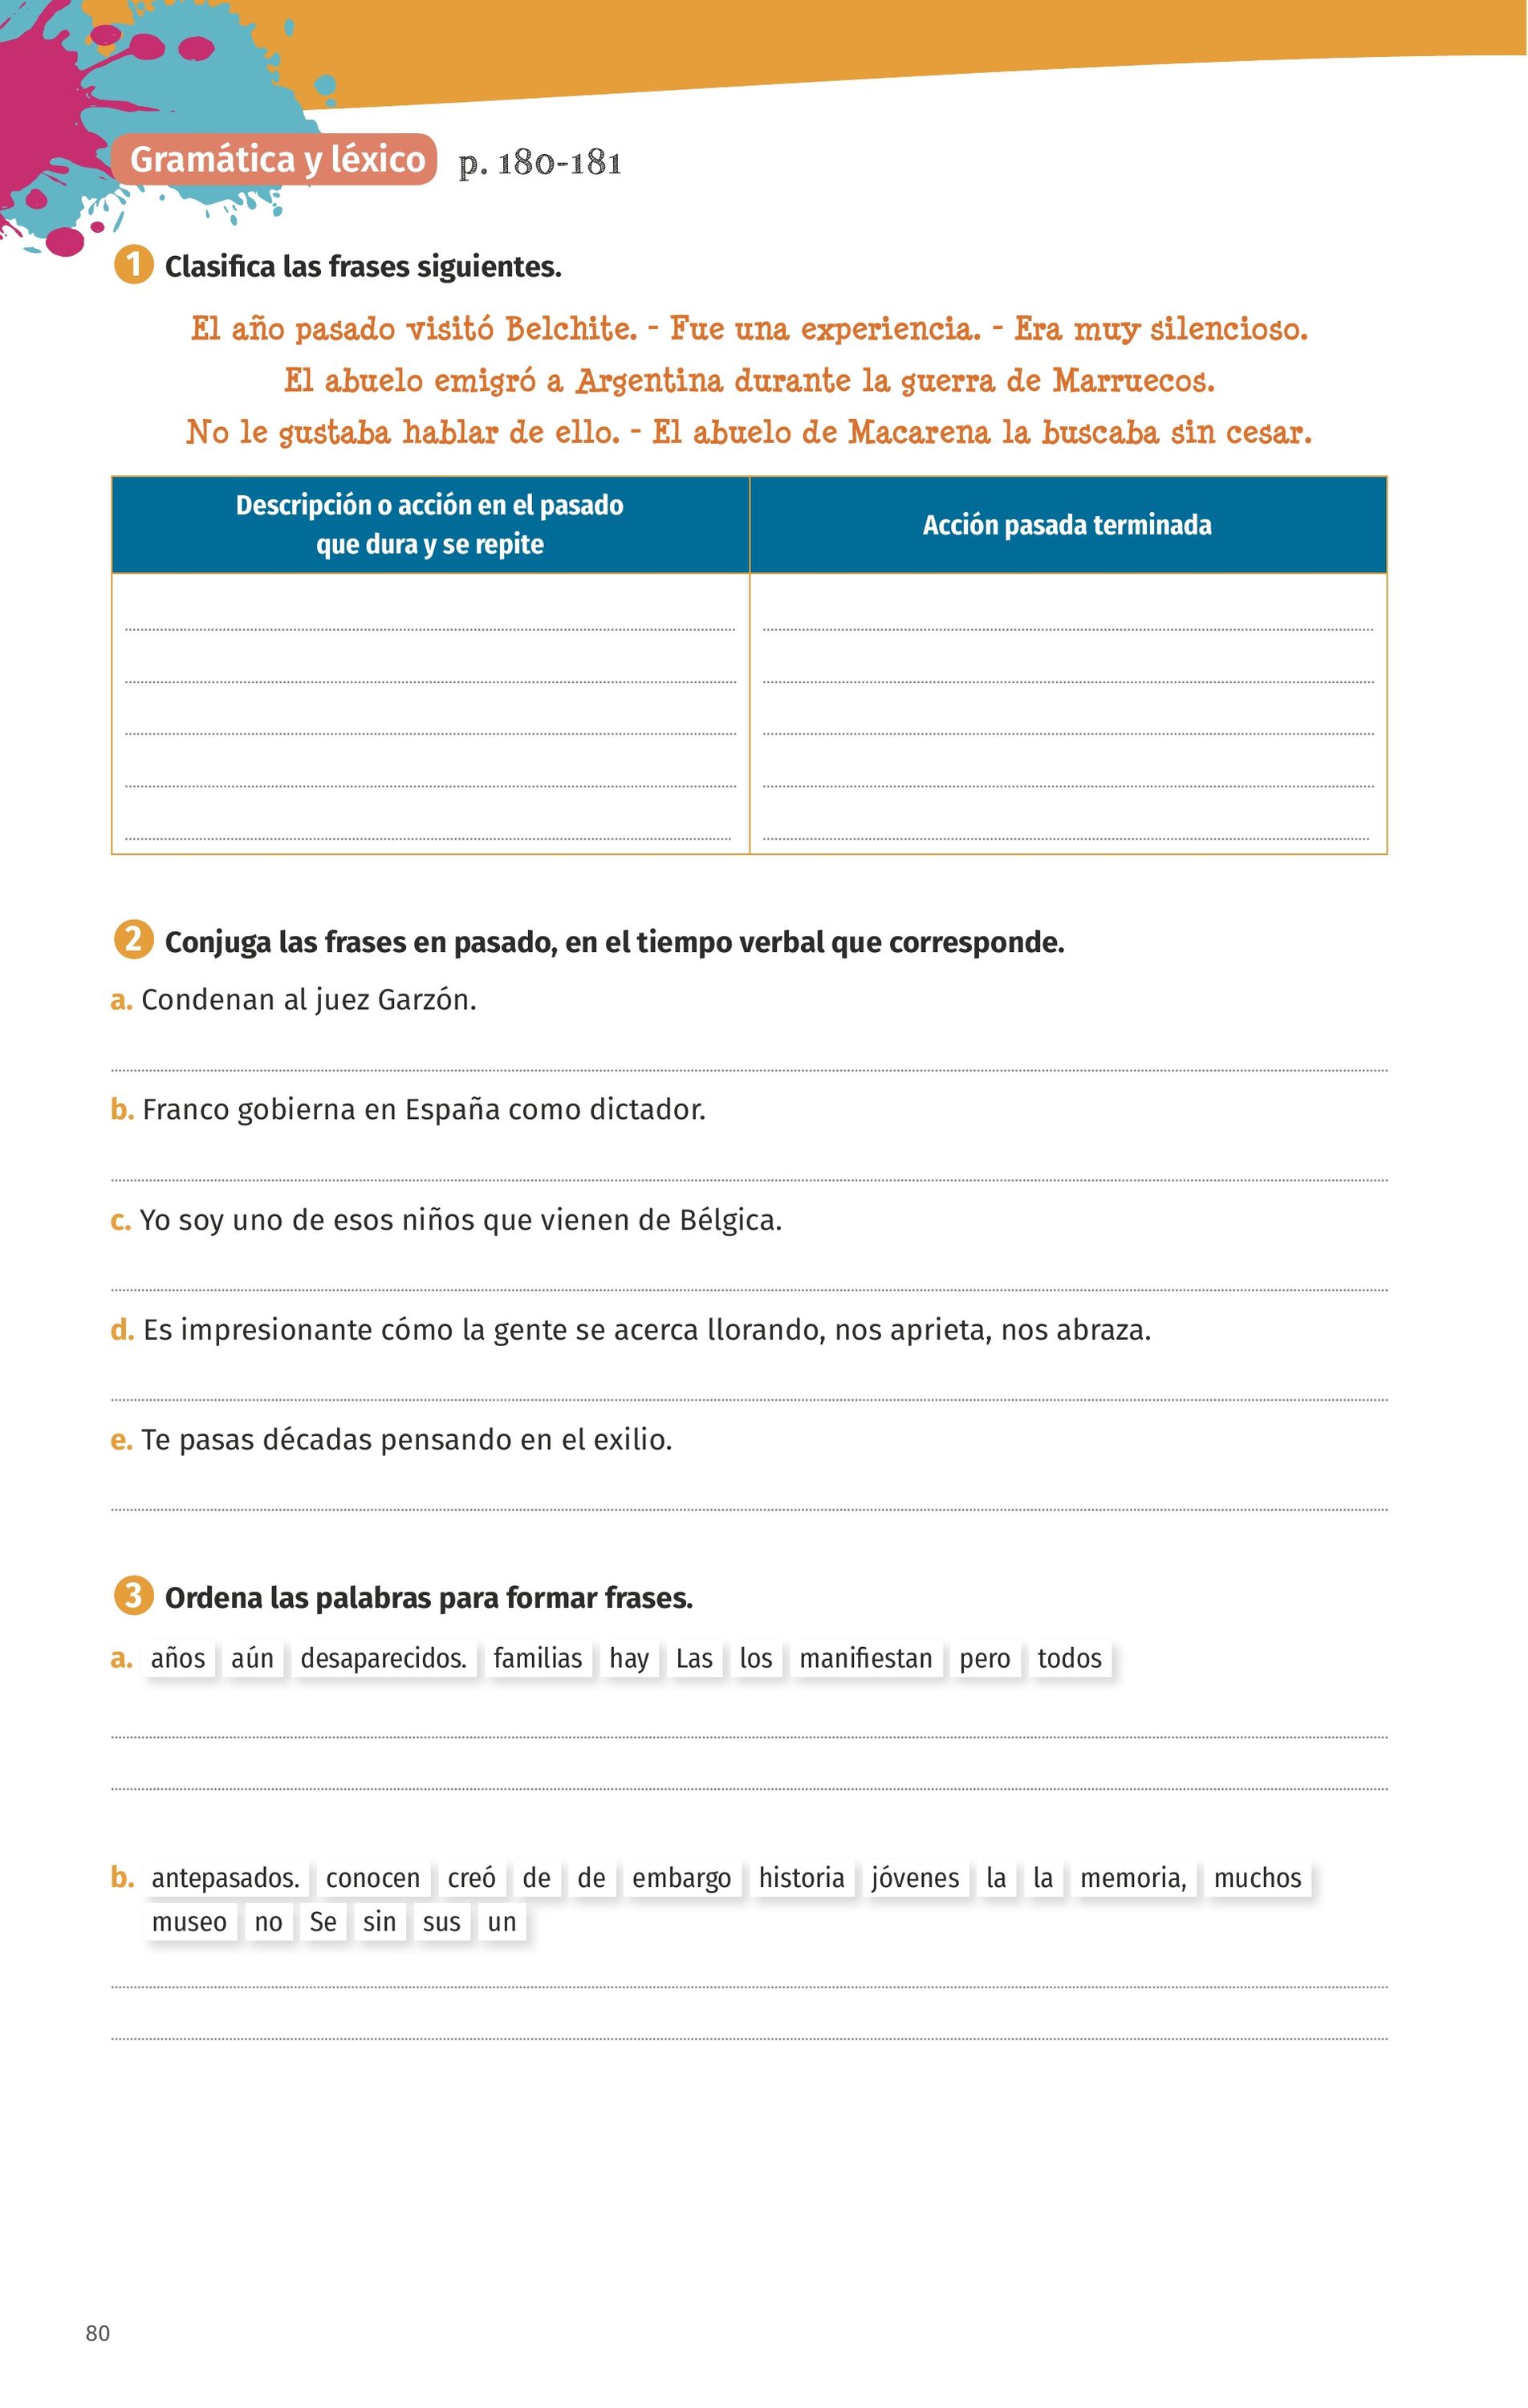 Gramática y léxico p. 180-181
1 Clasifica las frases siguientes.
El año pasado visitó Belchite. - Fue una experiencia. - Era muy silencioso.
El abuelo emigró a Argentina durante la guerra de Marruecos.
No le gustaba hablar de ello. - El abuelo de Macarena la buscaba sin cesar.
Descripción o acción en el pasado
que dura y se repite
Acción pasada terminada
2 Conjuga las frases en pasado, en el tiempo verbal que corresponde.
a. Condenan al juez Garzón.
b. Franco gobierna en España como dictador.
c. Yo soy uno de esos niños que vienen de Bélgica.
d. Es impresionante cómo la gente se acerca llorando, nos aprieta, nos abraza.
e. Te pasas décadas pensando en el exilio.
3 Ordena las palabras para formar frases.
a. años aún desaparecidos. familias hay Las los manifiestan pero todos
b. antepasados. conocen creó de de embargo historia jóvenes la la memoria, muchos
museo no Se sin sus un
80